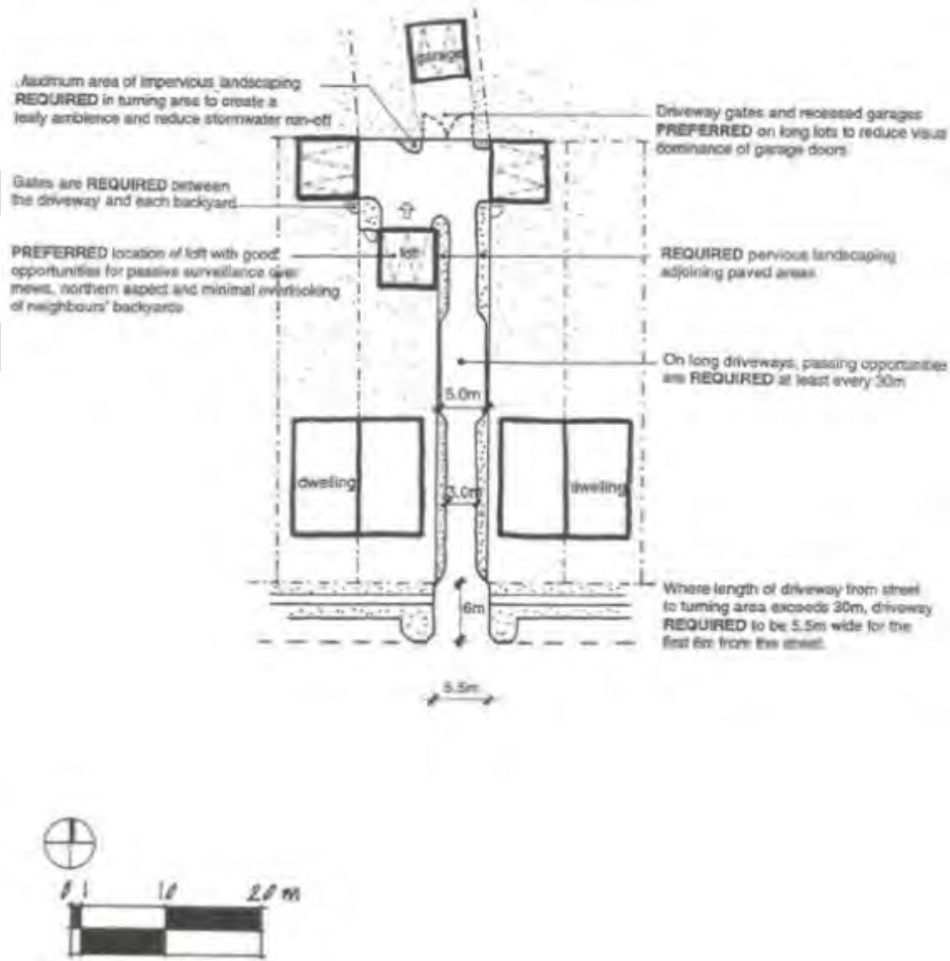 garage
Maximum area of impervious landscaping
REQUIRED in turning area to create a
leafy ambience and reduce stormwater run-off
Driveway gates and recessed garages
PREFERRED on long lots to reduce visual
dominance of garage doors
Gates are REQUIRED between
the driveway and each backyard
PREFERRED location of loft with good
opportunities for passive surveillance over
mews, northern aspect and minimal overlooking
of neighbours' backyards
loft
REQUIRED pervious landscaping
adjoining paved areas
On long driveways, passing opportunities
are REQUIRED at least every 30m
5.0m
dwelling
3.0m
dwelling
6m
Where length of driveway from street
to turning area exceeds 30m, driveway
REQUIRED to be 5.5m wide for the
first 6m from the street.
5.5m
0 1 10 20 m